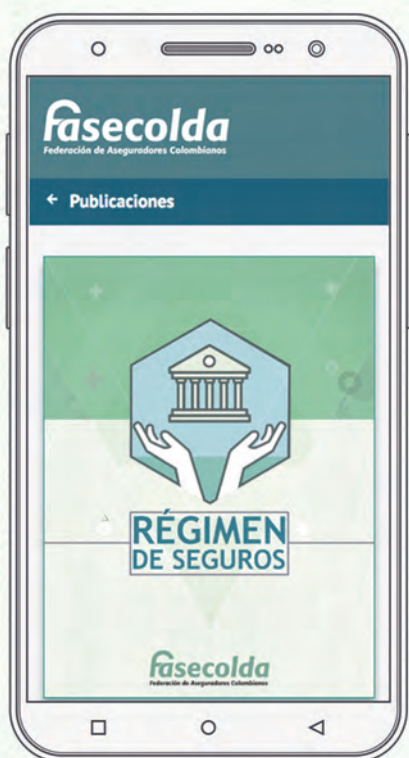 Fasecolda
Federación de Aseguradores Colombianos
← Publicaciones
RÉGIMEN
DE SEGUROS
Fasecolda
Federación de Aseguradores Colombianos